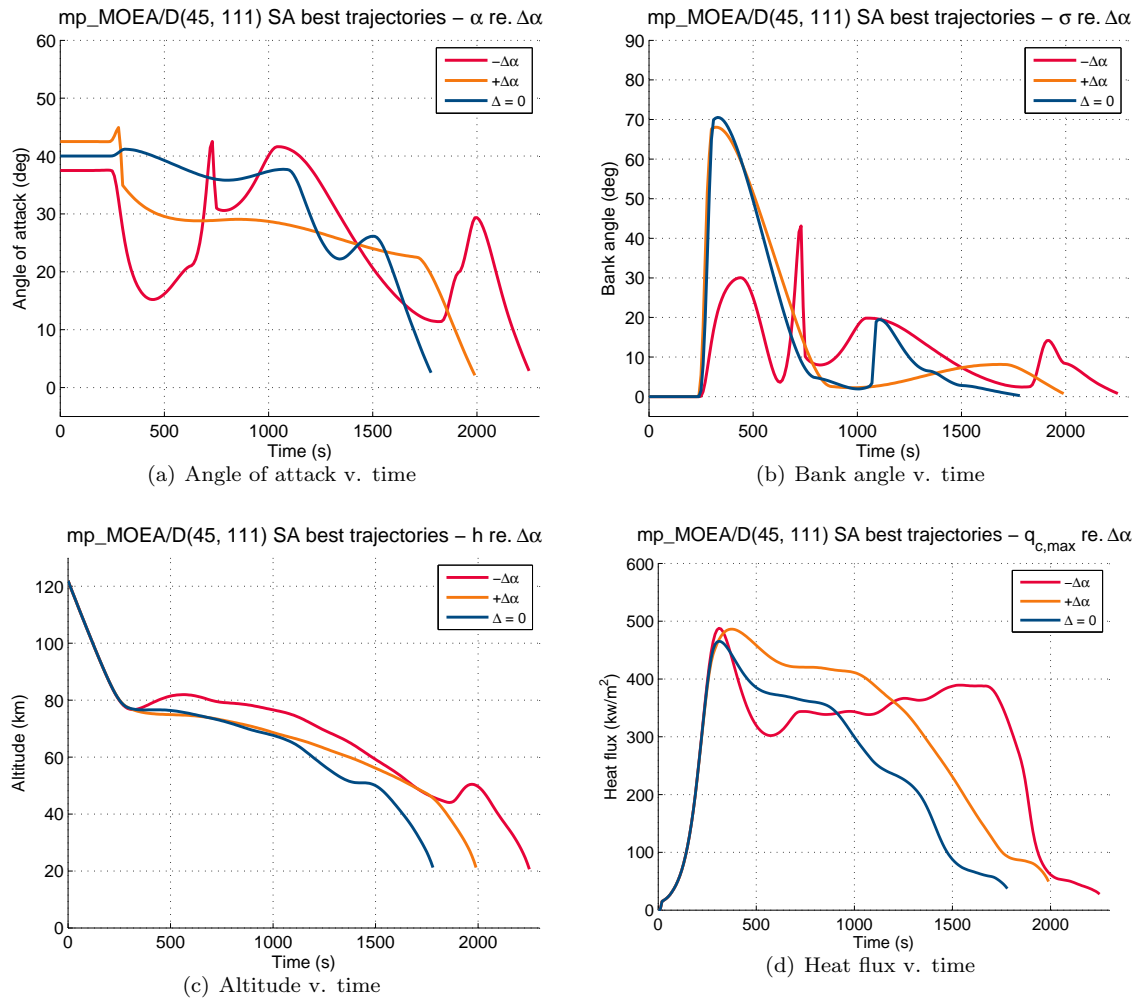 mp_MOEA/D(45, 111) SA best trajectories – α re. Δα
60
50
40
30
20
10
0
Angle of attack (deg)
−Δα
+Δα
Δ = 0
0 500 1000 1500 2000
Time (s)
(a) Angle of attack v. time
mp_MOEA/D(45, 111) SA best trajectories – σ re. Δα
90
80
70
60
50
40
30
20
10
0
Bank angle (deg)
−Δα
+Δα
Δ = 0
0 500 1000 1500 2000
Time (s)
(b) Bank angle v. time
mp_MOEA/D(45, 111) SA best trajectories – h re. Δα
120
100
80
60
40
20
0
Altitude (km)
−Δα
+Δα
Δ = 0
0 500 1000 1500 2000
Time (s)
(c) Altitude v. time
mp_MOEA/D(45, 111) SA best trajectories – q_c,max re. Δα
600
500
400
300
200
100
0
Heat flux (kw/m²)
−Δα
+Δα
Δ = 0
0 500 1000 1500 2000
Time (s)
(d) Heat flux v. time